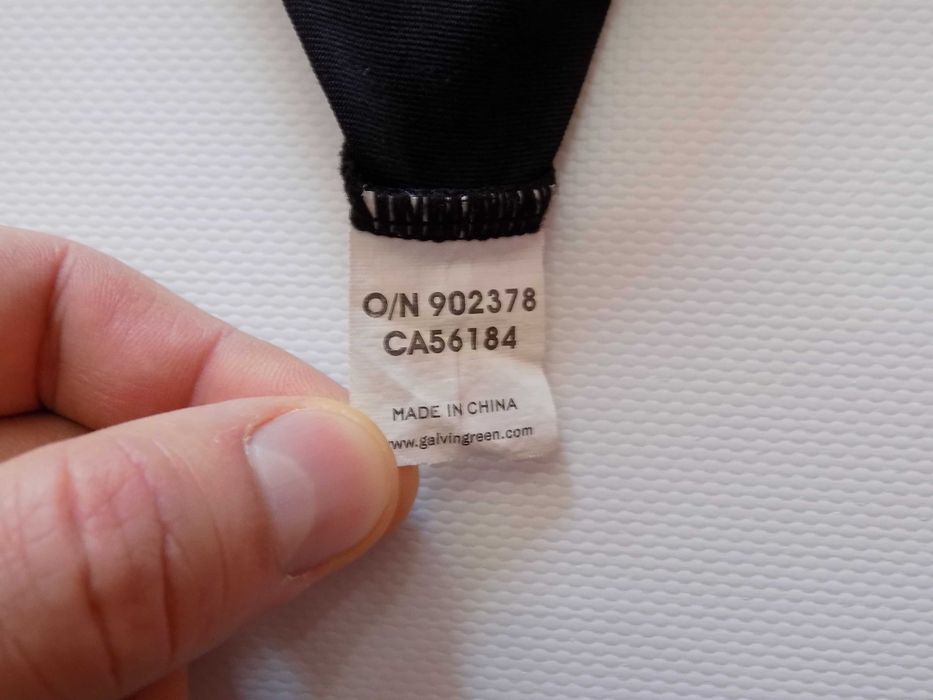 O/N 902378
CA56184
MADE IN CHINA
www.galvingreen.com